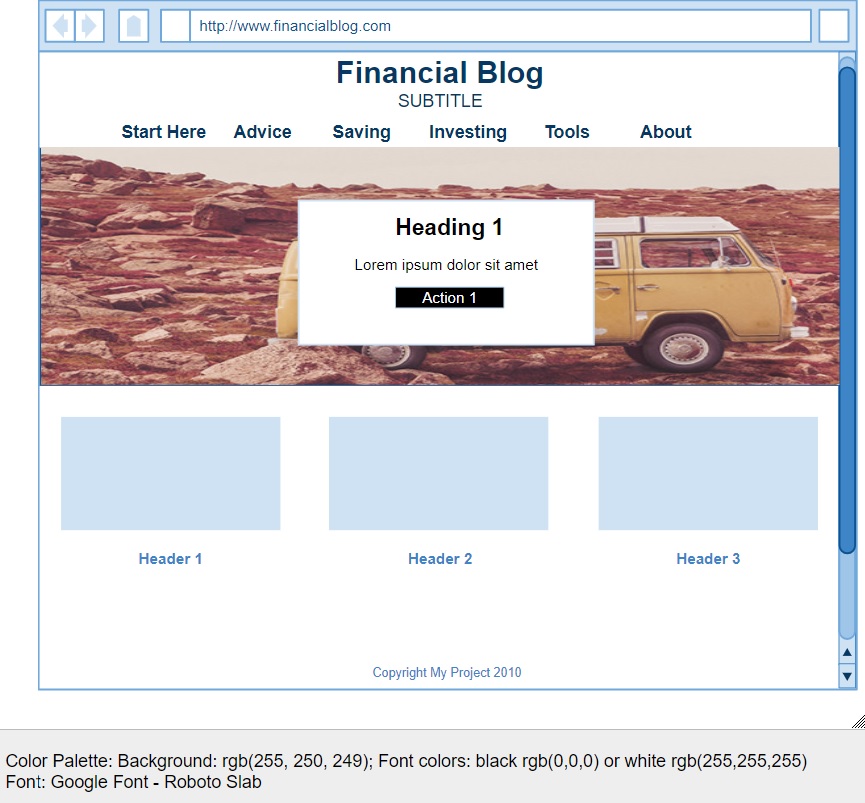 http://www.financialblog.com
Financial Blog
SUBTITLE
Start Here Advice Saving Investing Tools About
Heading 1
Lorem ipsum dolor sit amet
Action 1
Header 1 Header 2 Header 3
Copyright My Project 2010
Color Palette: Background: rgb(255, 250, 249); Font colors: black rgb(0,0,0) or white rgb(255,255,255)
Font: Google Font - Roboto Slab